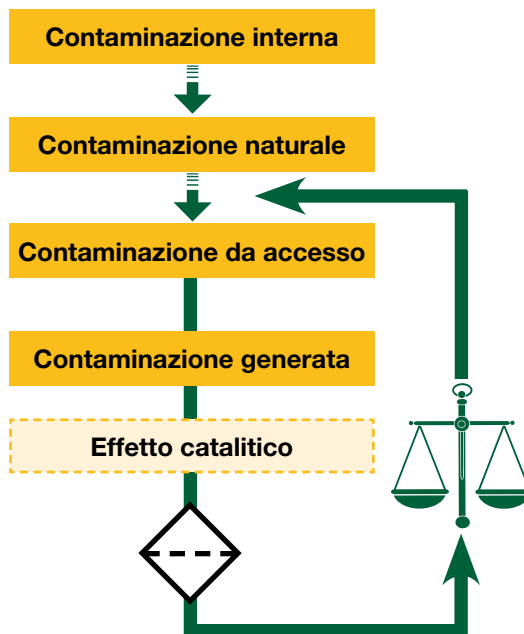 Contaminazione interna
Contaminazione naturale
Contaminazione da accesso
Contaminazione generata
Effetto catalitico